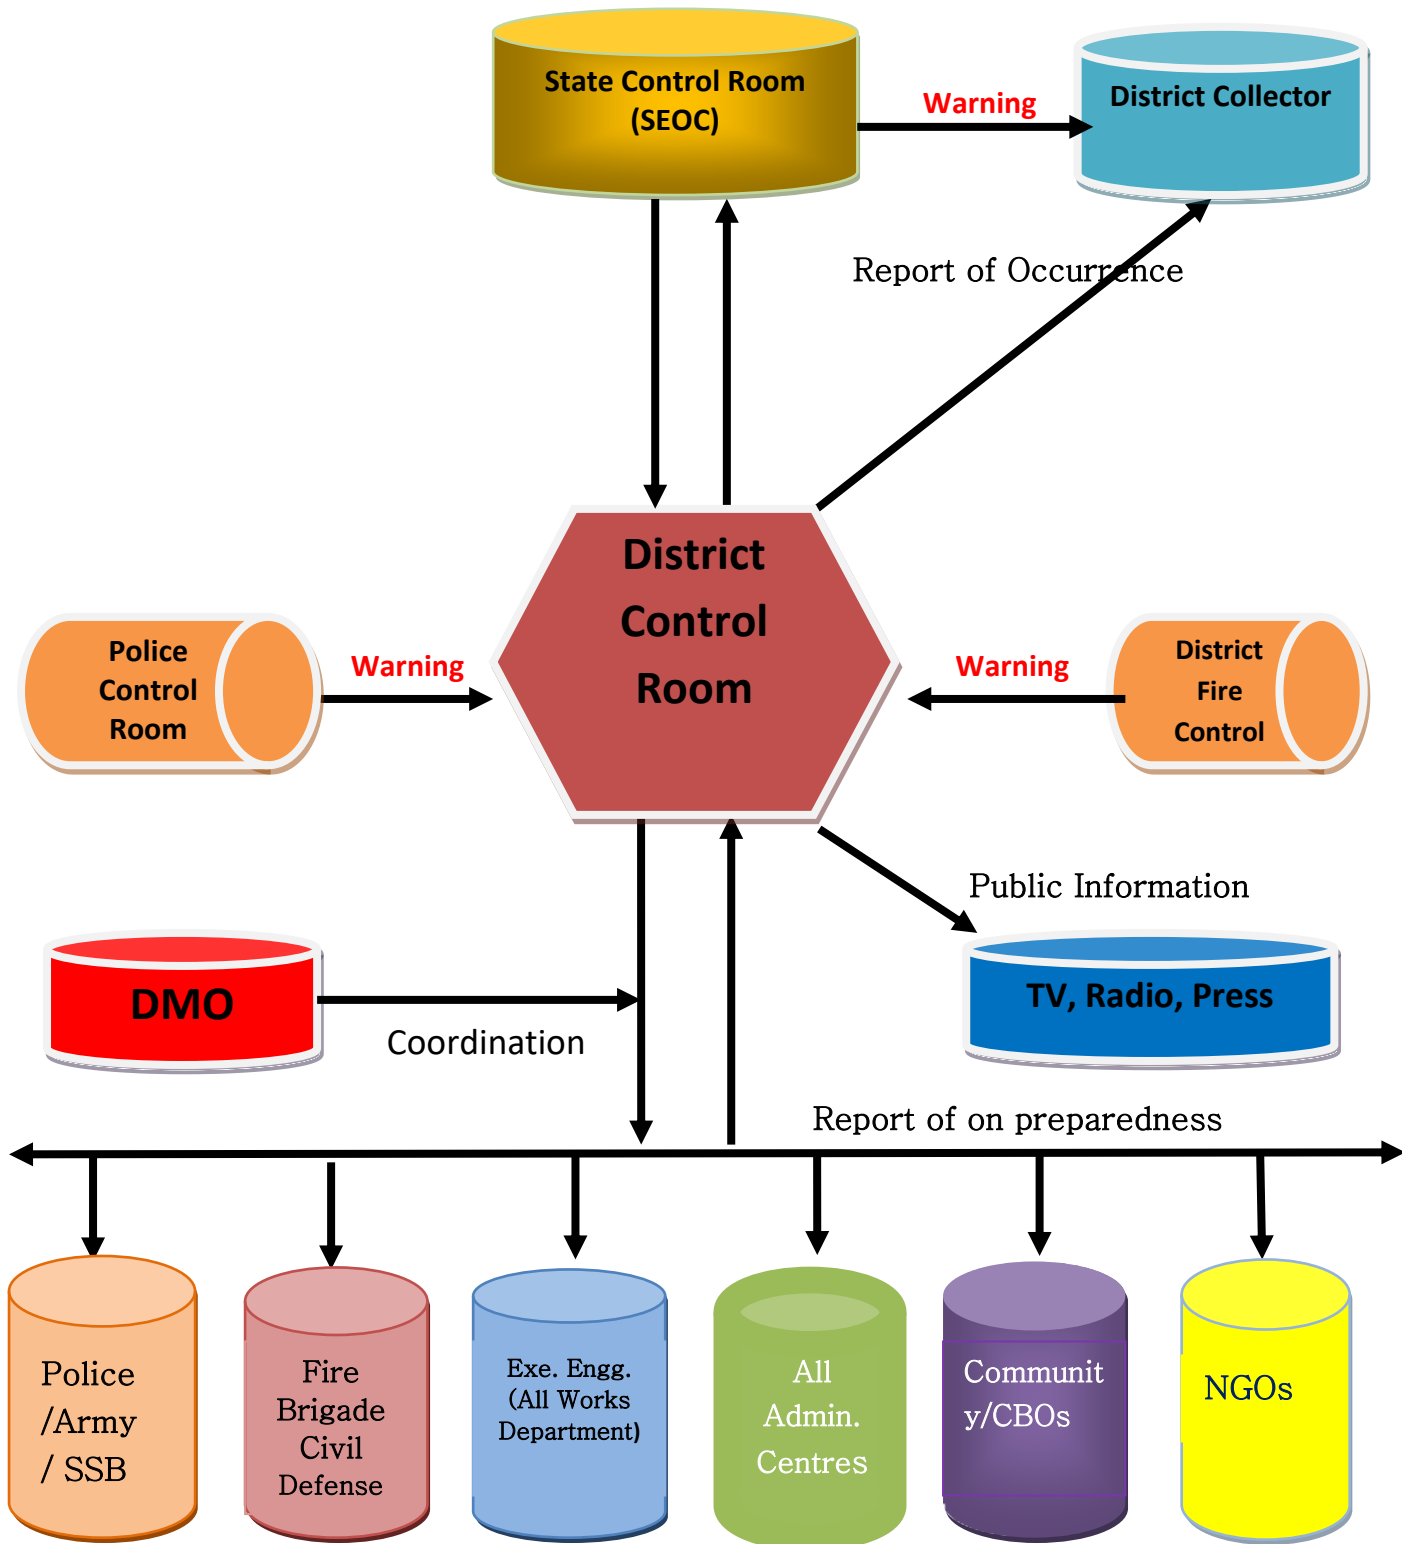 State Control Room
(SEOC)
Warning
District Collector
Report of Occurrence
District
Control
Room
Police
Control
Room
Warning
Warning
District
Fire
Control
Public Information
DMO
Coordination
TV, Radio, Press
Report of on preparedness
Police
/Army
/ SSB
Fire
Brigade
Civil
Defense
Exe. Engg.
(All Works
Department)
All
Admin.
Centres
Communit
y/CBOs
NGOs